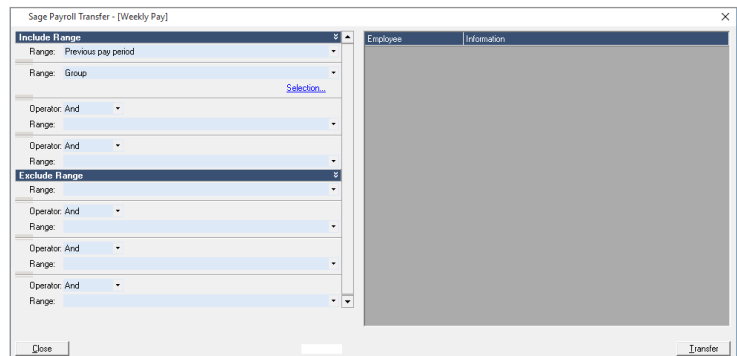 Sage Payroll Transfer - [Weekly Pay]
Include Range
Range: Previous pay period
Range: Group
Selection...
Operator: And
Range:
Operator: And
Range:
Exclude Range
Range:
Operator: And
Range:
Operator: And
Range:
Operator: And
Range:
Employee Information
Close
Transfer